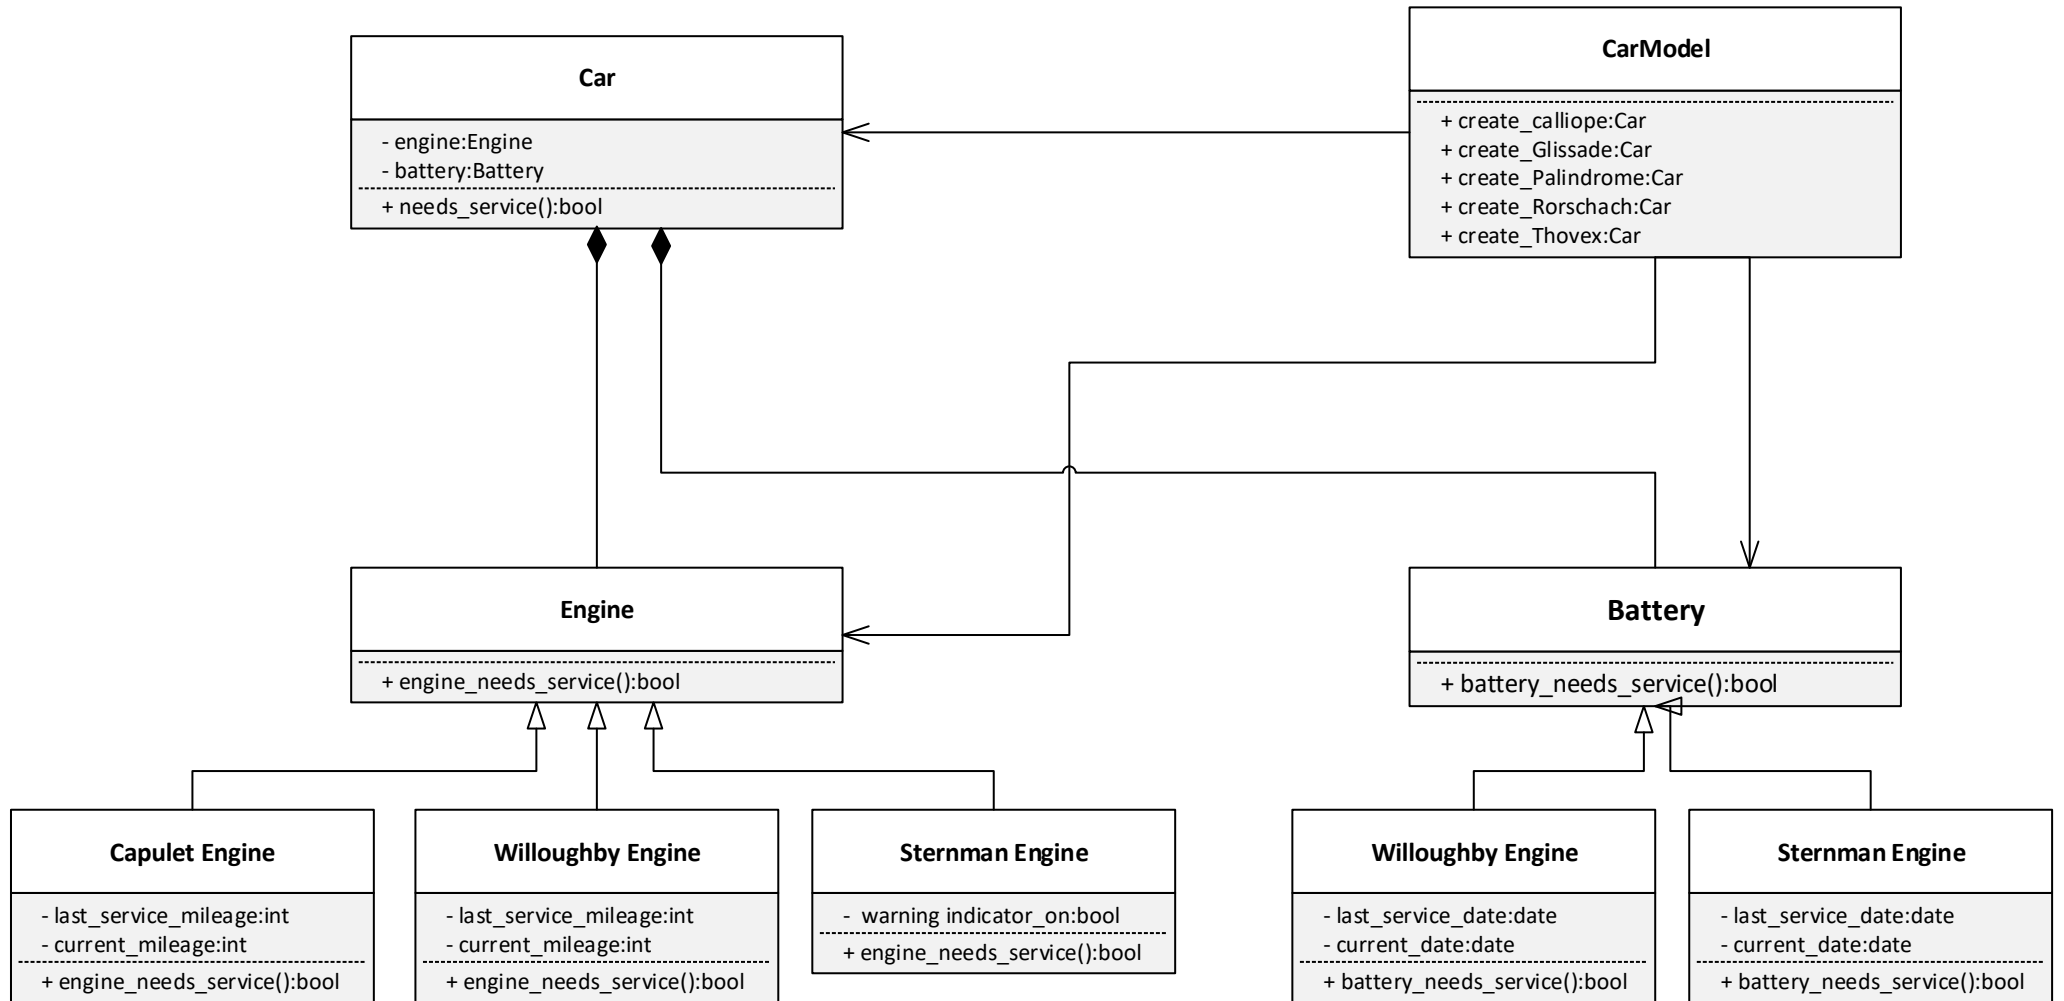 Car
- engine:Engine
- battery:Battery
+ needs_service():bool
CarModel
+ create_calliope:Car
+ create_Glissade:Car
+ create_Palindrome:Car
+ create_Rorschach:Car
+ create_Thovex:Car
Engine
+ engine_needs_service():bool
Battery
+ battery_needs_service():bool
Capulet Engine
- last_service_mileage:int
- current_mileage:int
+ engine_needs_service():bool
Willoughby Engine
- last_service_mileage:int
- current_mileage:int
+ engine_needs_service():bool
Sternman Engine
- warning indicator_on:bool
+ engine_needs_service():bool
Willoughby Engine
- last_service_date:date
- current_date:date
+ battery_needs_service():bool
Sternman Engine
- last_service_date:date
- current_date:date
+ battery_needs_service():bool